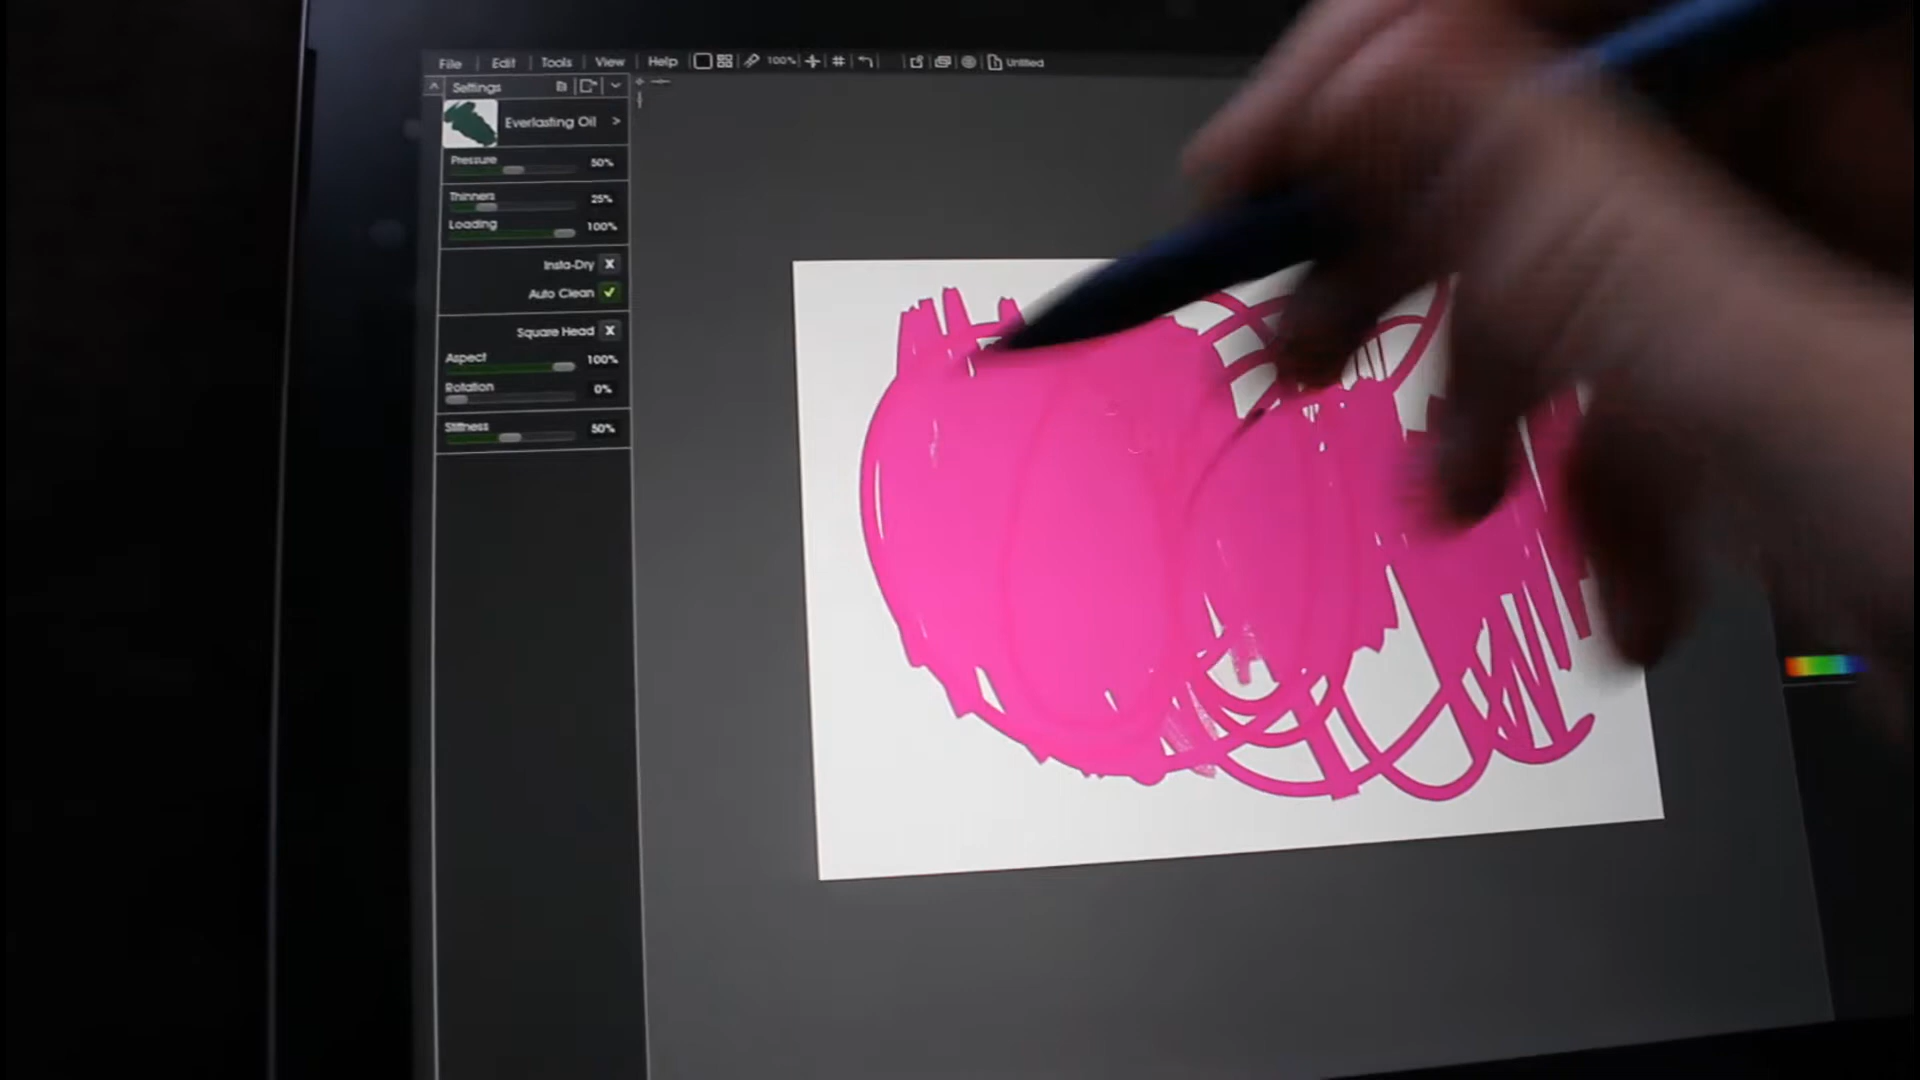 File Edit Tools View Help 100% Untitled
Settings
Everlasting Oil >
Pressure 50%
Thinners 25%
Loading 100%
Insta-Dry X
Auto Clean ✓
Square Head X
Aspect 100%
Rotation 0%
Stiffness 50%